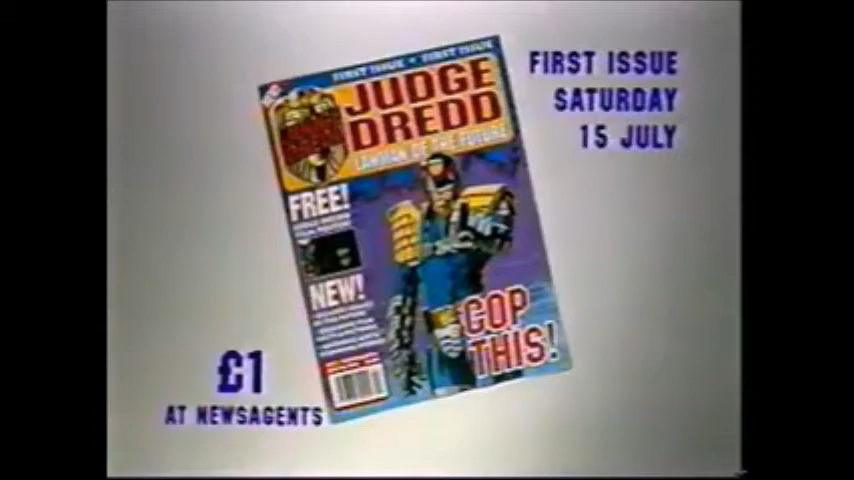 FIRST ISSUE
SATURDAY
15 JULY
FIRST ISSUE • FIRST ISSUE
JUDGE
DREDD
LAWMAN OF THE FUTURE
FREE!
NEW!
COP
THIS!
£1
AT NEWSAGENTS